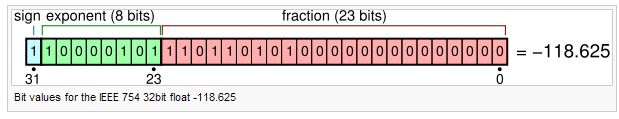 sign exponent (8 bits) fraction (23 bits)
1 1 0 0 0 0 1 0 1 1 1 0 1 1 0 1 0 1 0 0 0 0 0 0 0 0 0 0 0 0 0 0 = −118.625
31 23 0
Bit values for the IEEE 754 32bit float -118.625